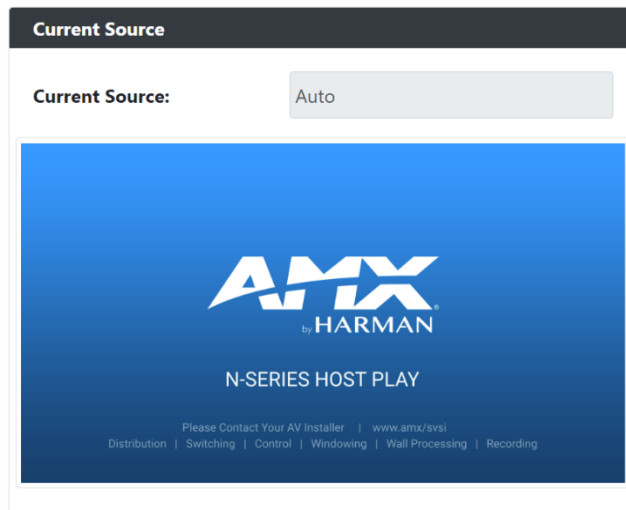 Current Source
Current Source: Auto
AMX®
by HARMAN
N-SERIES HOST PLAY
Please Contact Your AV Installer | www.amx/svsi
Distribution | Switching | Control | Windowing | Wall Processing | Recording